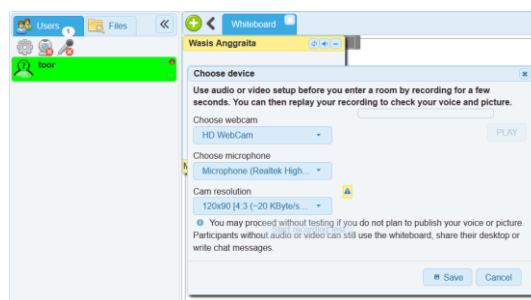 Users 1 Files
Whiteboard
toor
Wasis Anggraita
Choose device
Use audio or video setup before you enter a room by recording for a few
seconds. You can then replay your recording to check your voice and picture.
Choose webcam
HD WebCam
PLAY
Choose microphone
Microphone (Realtek High...
Cam resolution
120x90 [4:3 (~20 KByte/s...
You may proceed without testing if you do not plan to publish your voice or picture.
Participants without audio or video can still use the whiteboard, share their desktop or
write chat messages.
Save Cancel